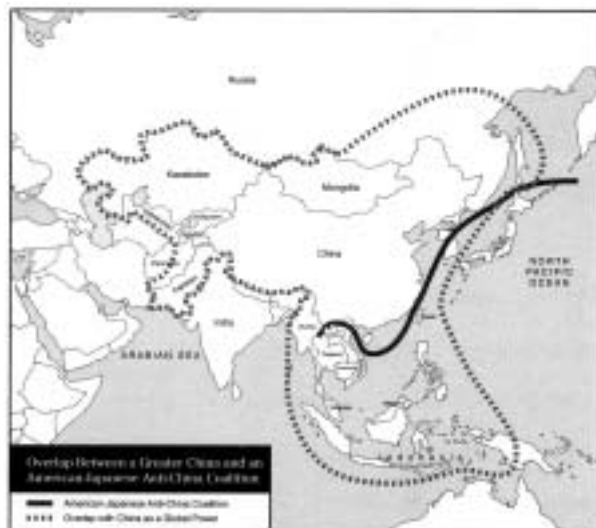 Russia
Kazakhstan
Mongolia
China
NORTH
PACIFIC
OCEAN
India
ARABIAN SEA
Overlap Between a Greater China and an
American-Japanese Anti-China Coalition
American-Japanese Anti-China Coalition
Overlap with China as a Global Power